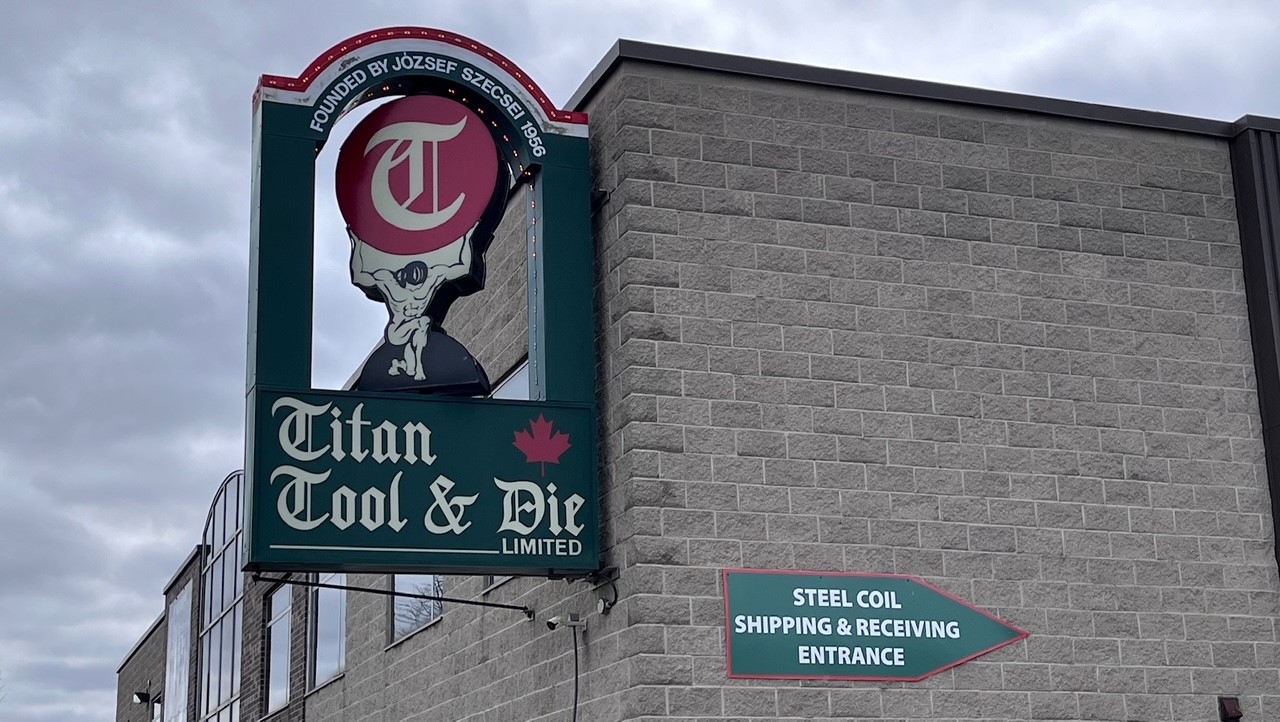 FOUNDED BY JÓZSEF SZECSEI 1956
T
Titan
Tool & Die
LIMITED
STEEL COIL
SHIPPING & RECEIVING
ENTRANCE